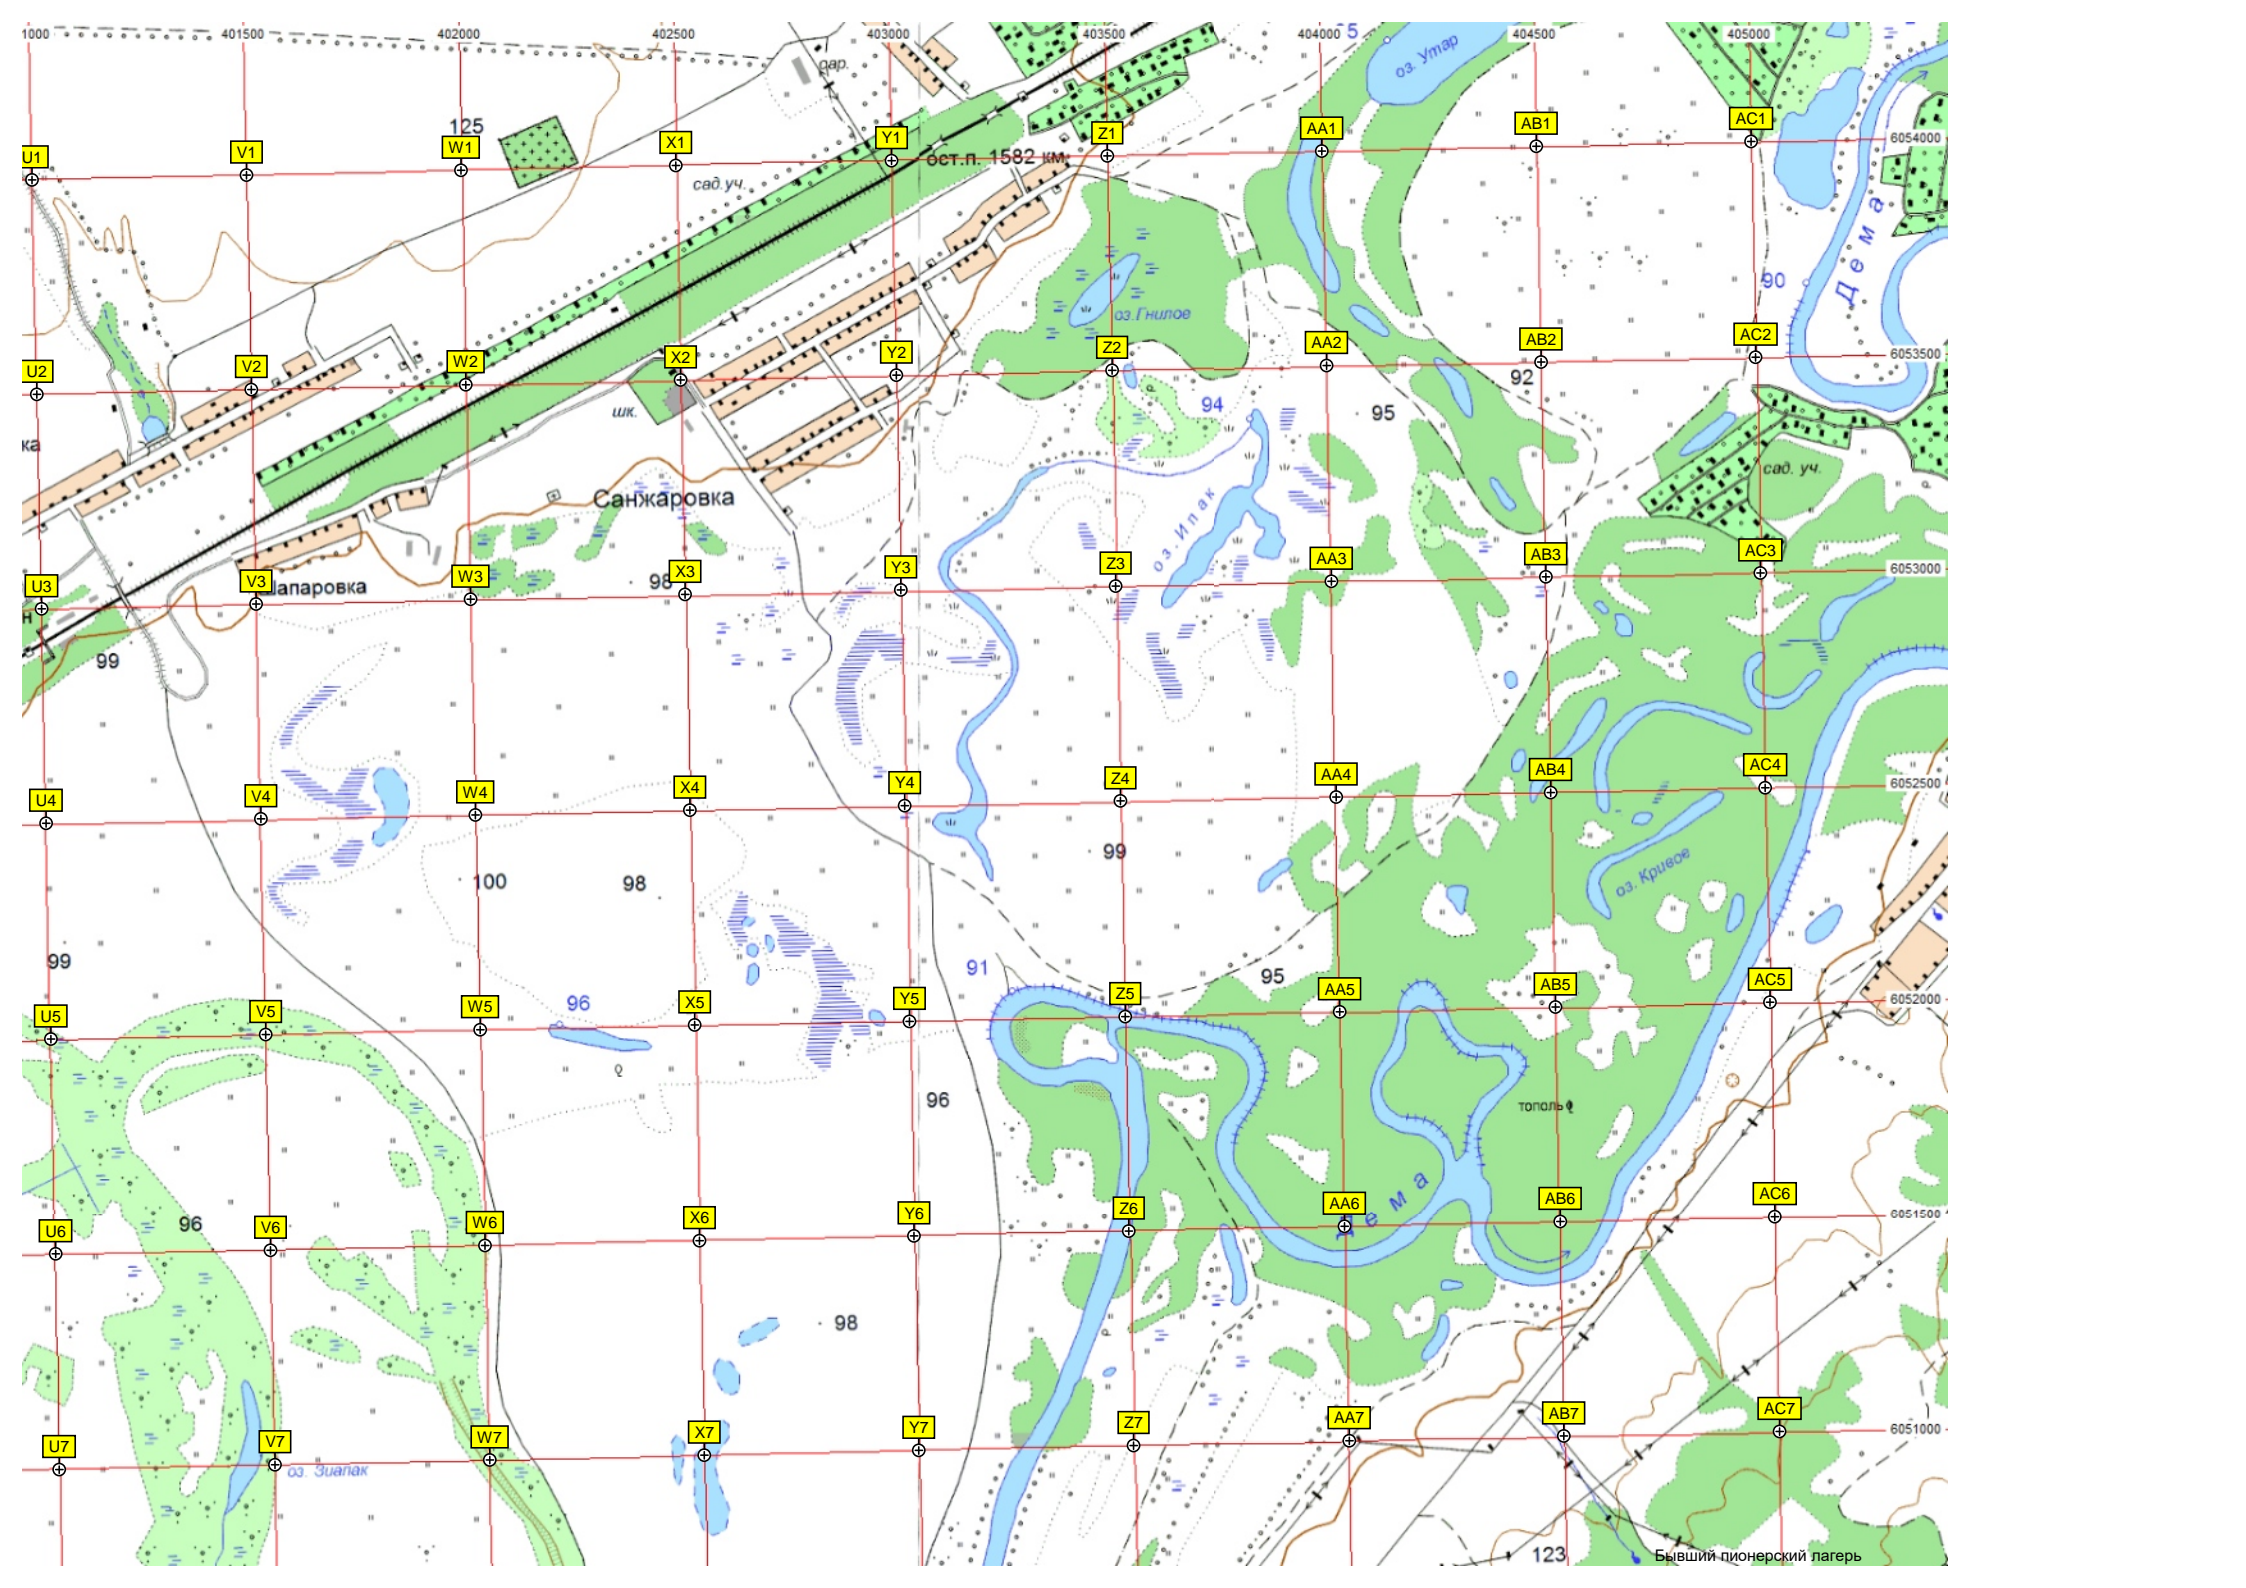 1000 401500 402000 402500 403000 403500 404000 5 404500 405000
оз. Утар
125
ост.п. 1582 км.
сад.уч.
U1 V1 W1 X1 Y1 Z1 AA1 AB1 AC1
6054000
Дема
90
оз.Гнилое
U2 V2 W2 X2 Y2 Z2 AA2 AB2 AC2
6053500
92
94
95
шк.
ка
сад. уч.
Санжаровка
оз. Ипак
U3 V3 W3 X3 Y3 Z3 AA3 AB3 AC3
6053000
98
Шапаровка
н
99
U4 V4 W4 X4 Y4 Z4 AA4 AB4 AC4
6052500
99
100
98
оз. Кривое
99
91
95
96
U5 V5 W5 X5 Y5 Z5 AA5 AB5 AC5
6052000
96
тополь
Дема
U6 V6 W6 X6 Y6 Z6 AA6 AB6 AC6
6051500
96
98
U7 V7 W7 X7 Y7 Z7 AA7 AB7 AC7
6051000
123
Бывший пионерский лагерь